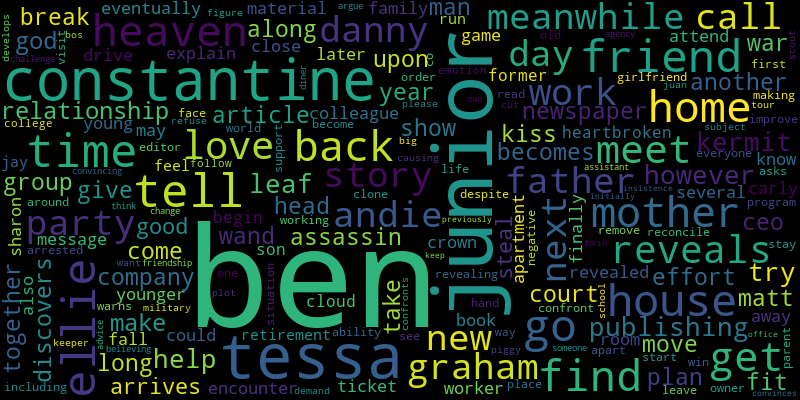 break
eventually
material
family
man
meanwhile
call
figure
argue
run
god
heaven
along
danny
game
old
agency
attend
war
visit
drive
explain
close
later
upon
co
friend
day
former
girlfriend
first
scout
develops
bos
challenge
constantine
order
emotion
read
cut
juan
making
tour
another
relationship
article
colleague
year
work
newspaper
home
improve
college
young
may
face
refuse
world
become
diner
please
dad
junior
kiss
heartbroken
subject
everyone
kermit
time
editor
love
back
support
show
big
causing
becomes
meet
assistant
know
jay
feel
follow
story
life
father
however
asks
carly
group
give
leaf
clone
despite
several
program
around
think
tell
head
working
andie
previously
next
initially
insistence
mother
ceo
sharon
party
change
good
wand
begin
assassin
crown
steal
apartment
negative
finally
remove
reconcile
message
convincing
son
revealing
revealed
twin
reveals
stay
together
discovers
also
arrested
want
friendship
come
ben
keep
effort
try
ellie
company
one
situation
cloud
take
confronts
hand
court
school
confront
house
matt
warns
younger
military
plot
make
retirement
ability
see
new
book
way
go
publishing
away
office
keeper
advice
fall
could
tessa
piggy
someone
apart
room
move
start
win
parent
long
help
believing
graham
find
get
plan
fit
including
arrives
encounter
demand
ticket
worker
place
leave
owner
convinces